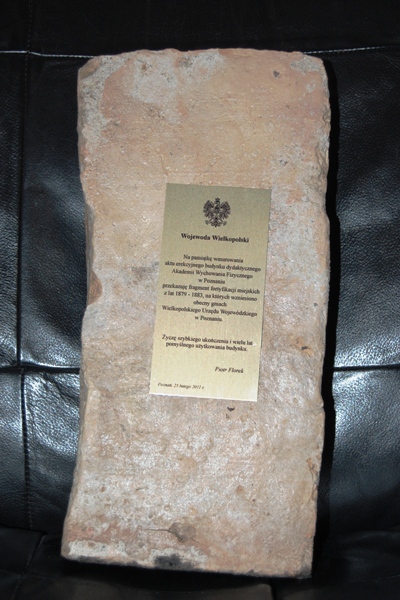 Wojewoda Wielkopolski
Na pamiątkę wmurowania
aktu erekcyjnego budynku dydaktycznego
Akademii Wychowania Fizycznego
w Poznaniu
przekazuję fragment fortyfikacji miejskich
z lat 1879 - 1883, na których wzniesiono
obecny gmach
Wielkopolskiego Urzędu Wojewódzkiego
w Poznaniu.
Życzę szybkiego ukończenia i wielu lat
pomyślnego użytkowania budynku.
Piotr Florek
Poznań, 25 lutego 2011 r.